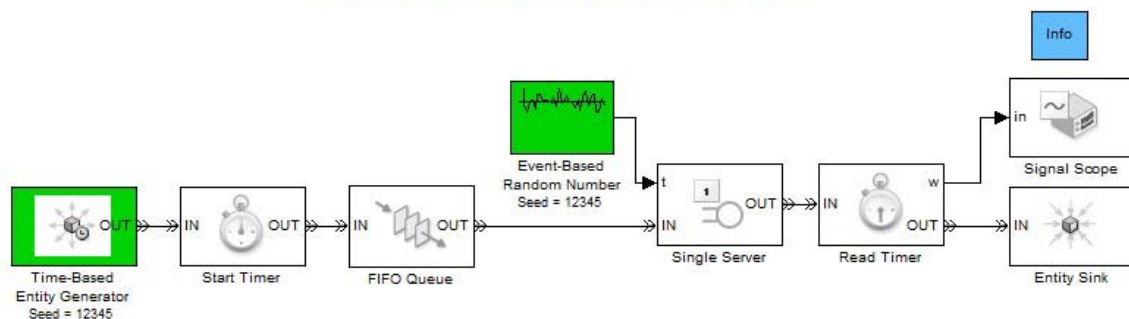 Info
in
Signal Scope
Event-Based
Random Number
Seed = 12345
t
1
IN
OUT
Single Server
w
IN
OUT
Read Timer
IN
Entity Sink
OUT
Time-Based
Entity Generator
Seed = 12345
IN
OUT
Start Timer
IN
OUT
FIFO Queue